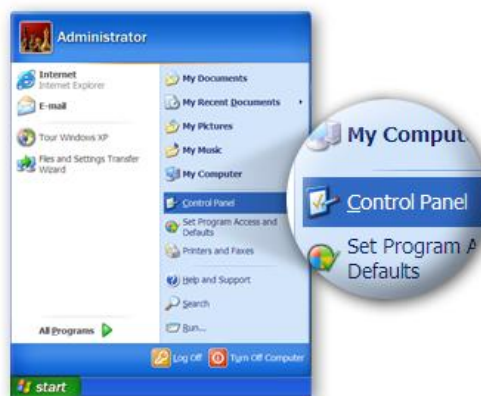 Administrator
Internet
Internet Explorer
E-mail
Tour Windows XP
Files and Settings Transfer
Wizard
All Programs
My Documents
My Recent Documents
My Pictures
My Music
My Computer
Control Panel
Set Program Access and
Defaults
Printers and Faxes
Help and Support
Search
Run...
Log Off
Turn Off Computer
start
My Comput
Control Panel
Set Program A
Defaults